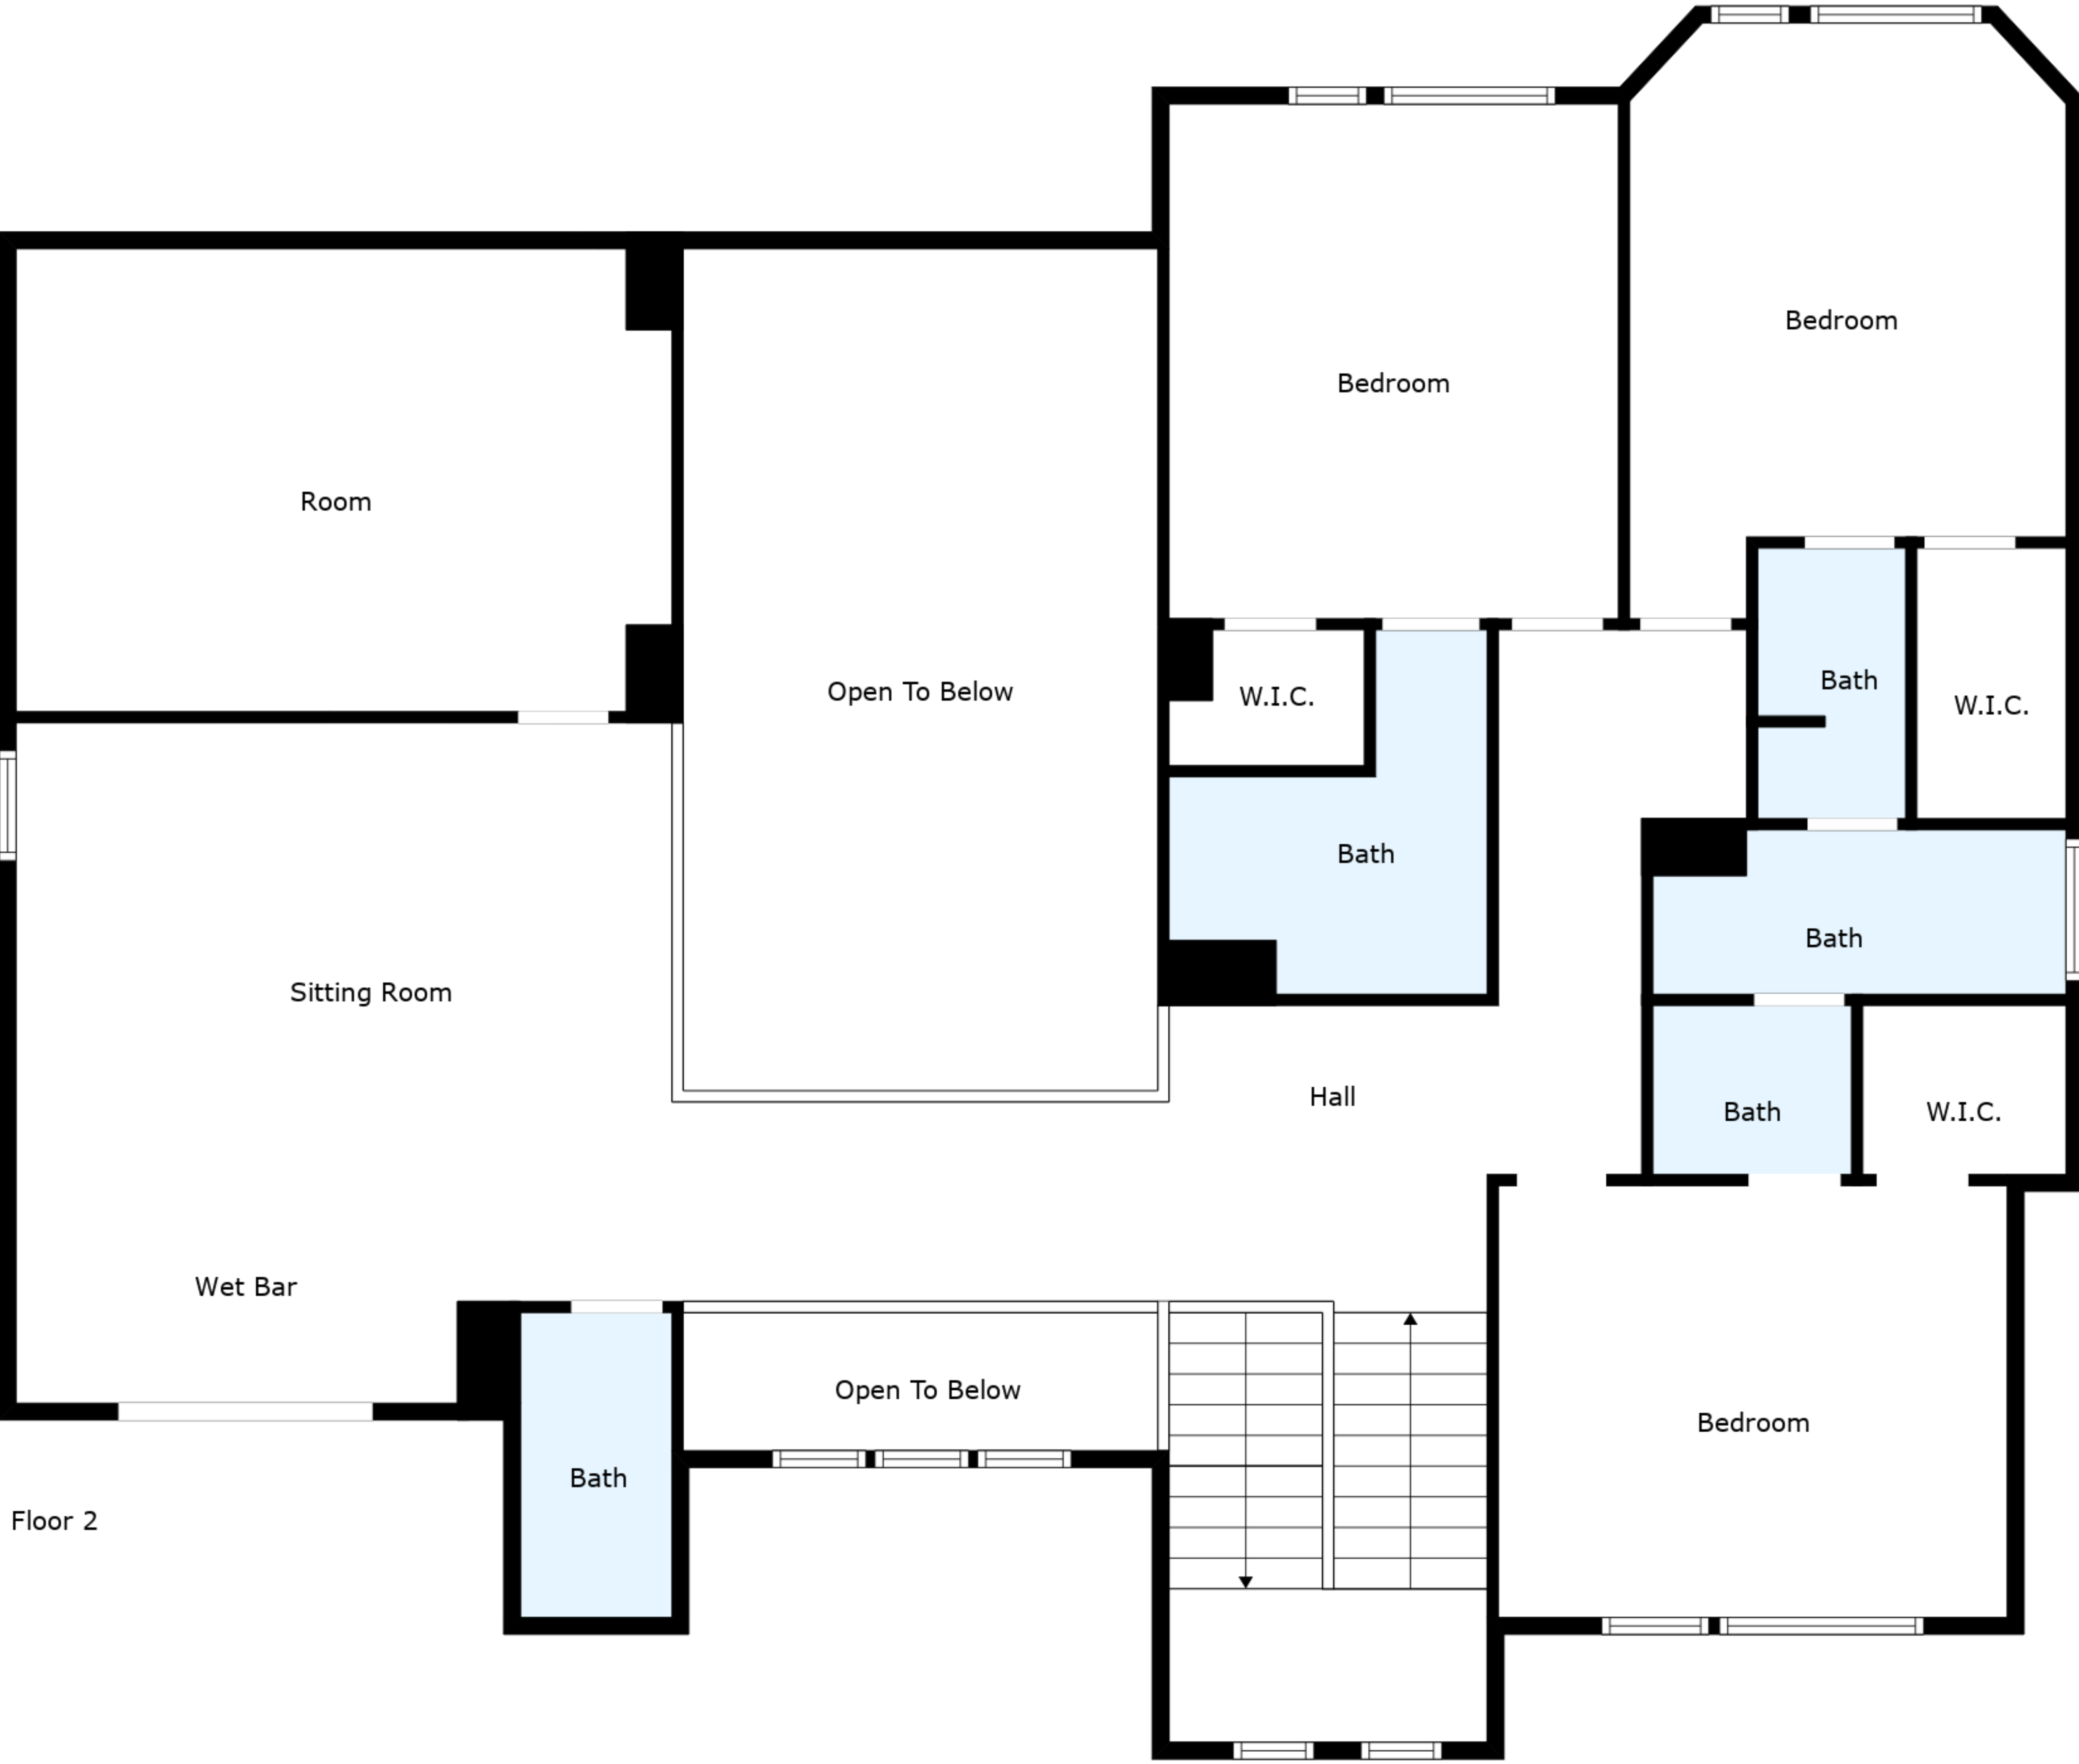 Bedroom
Bedroom
Room
Open To Below
W.I.C.
Bath
W.I.C.
Bath
Bath
Sitting Room
Hall
Bath
W.I.C.
Wet Bar
Open To Below
Bedroom
Bath
Floor 2